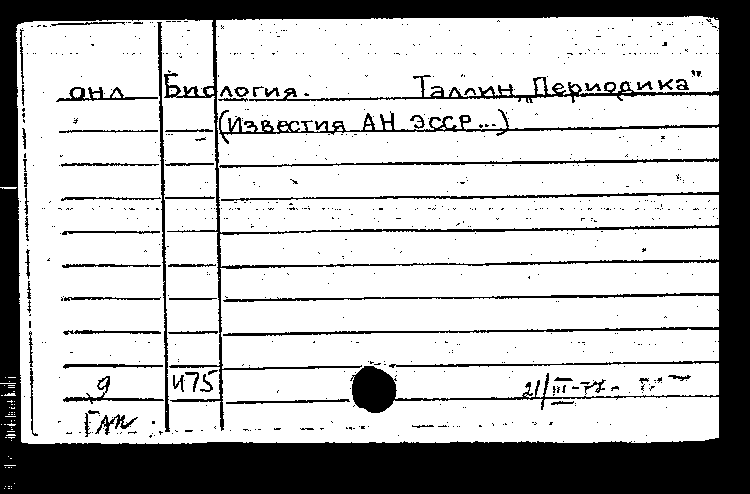 ОНЛ Биология. Таллин „Периодика"
(Известия АН ЭССР...)
9 И75 21/III-77-